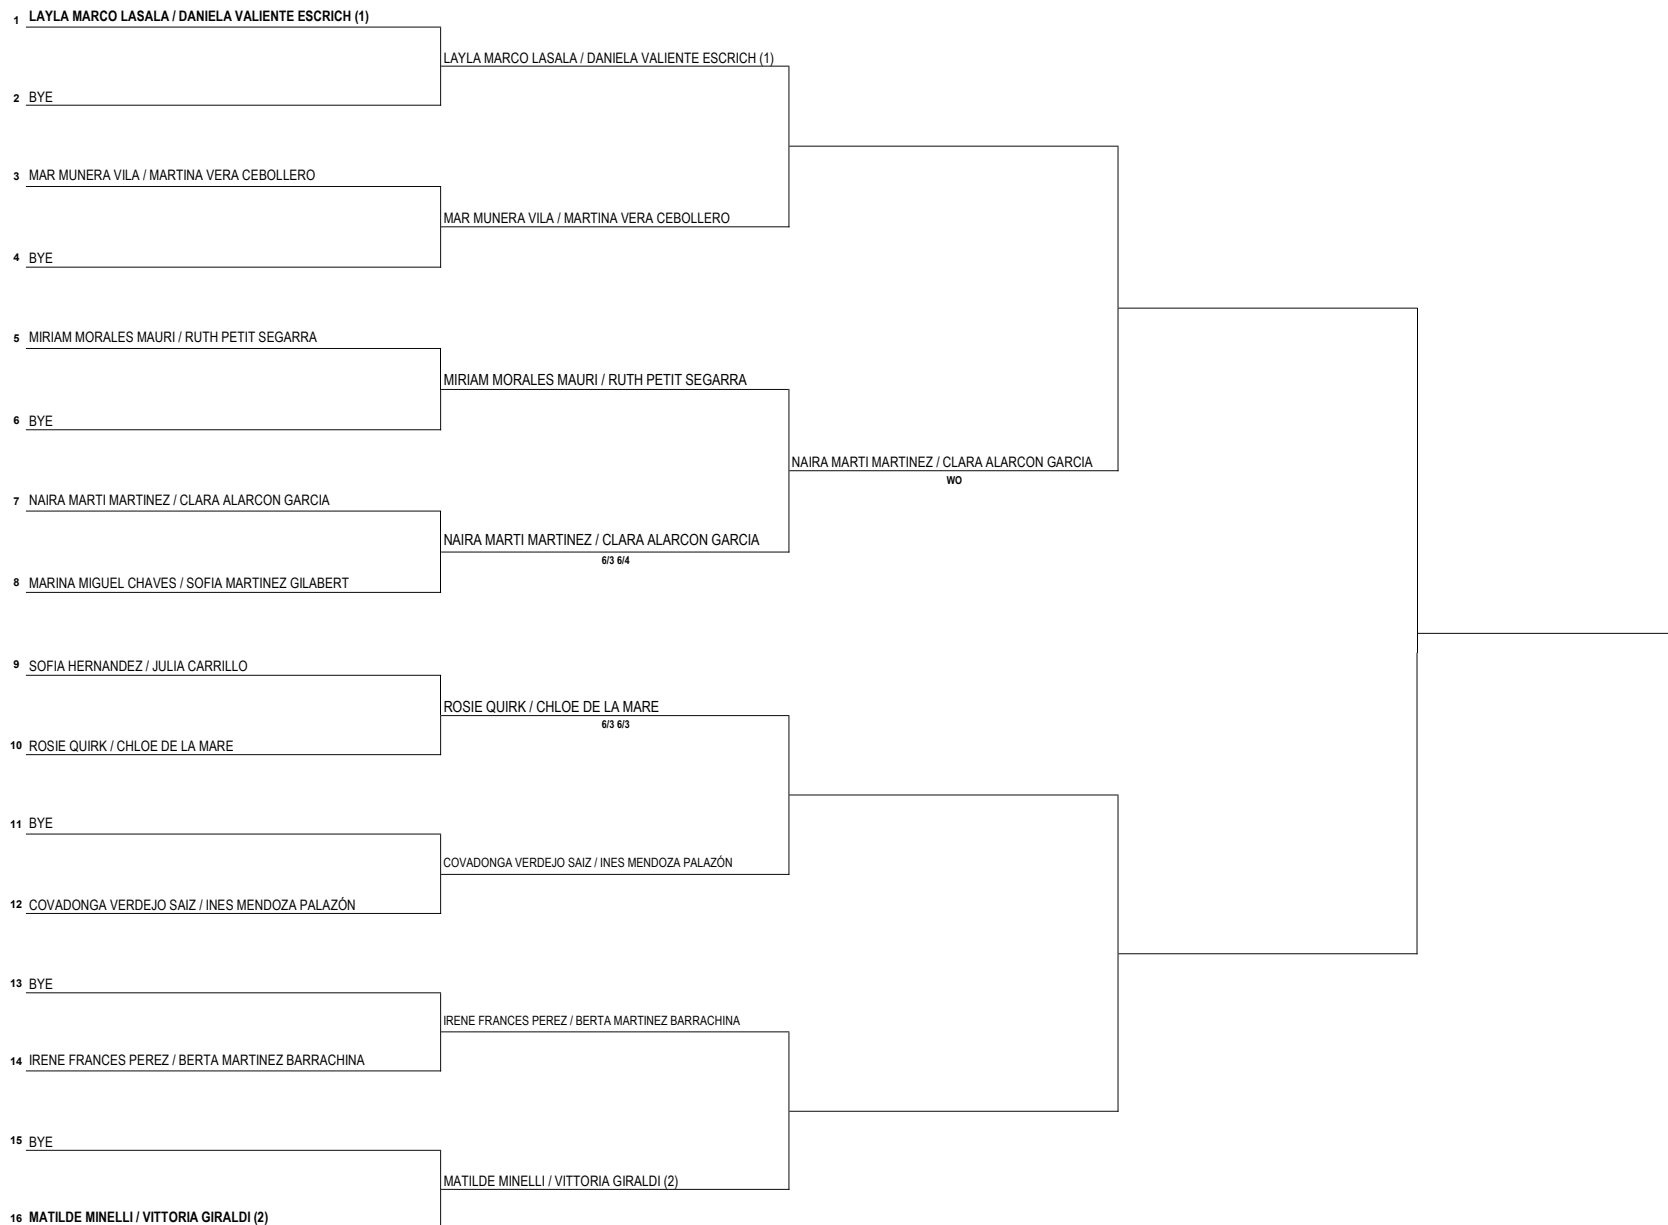 1 LAYLA MARCO LASALA / DANIELA VALIENTE ESCRICH (1)
LAYLA MARCO LASALA / DANIELA VALIENTE ESCRICH (1)
2 BYE
3 MAR MUNERA VILA / MARTINA VERA CEBOLLERO
MAR MUNERA VILA / MARTINA VERA CEBOLLERO
4 BYE
5 MIRIAM MORALES MAURI / RUTH PETIT SEGARRA
MIRIAM MORALES MAURI / RUTH PETIT SEGARRA
6 BYE
NAIRA MARTI MARTINEZ / CLARA ALARCON GARCIA
WO
7 NAIRA MARTI MARTINEZ / CLARA ALARCON GARCIA
NAIRA MARTI MARTINEZ / CLARA ALARCON GARCIA
6/3 6/4
8 MARINA MIGUEL CHAVES / SOFIA MARTINEZ GILABERT
9 SOFIA HERNANDEZ / JULIA CARRILLO
ROSIE QUIRK / CHLOE DE LA MARE
6/3 6/3
10 ROSIE QUIRK / CHLOE DE LA MARE
11 BYE
COVADONGA VERDEJO SAIZ / INES MENDOZA PALAZÓN
12 COVADONGA VERDEJO SAIZ / INES MENDOZA PALAZÓN
13 BYE
IRENE FRANCES PEREZ / BERTA MARTINEZ BARRACHINA
14 IRENE FRANCES PEREZ / BERTA MARTINEZ BARRACHINA
15 BYE
MATILDE MINELLI / VITTORIA GIRALDI (2)
16 MATILDE MINELLI / VITTORIA GIRALDI (2)